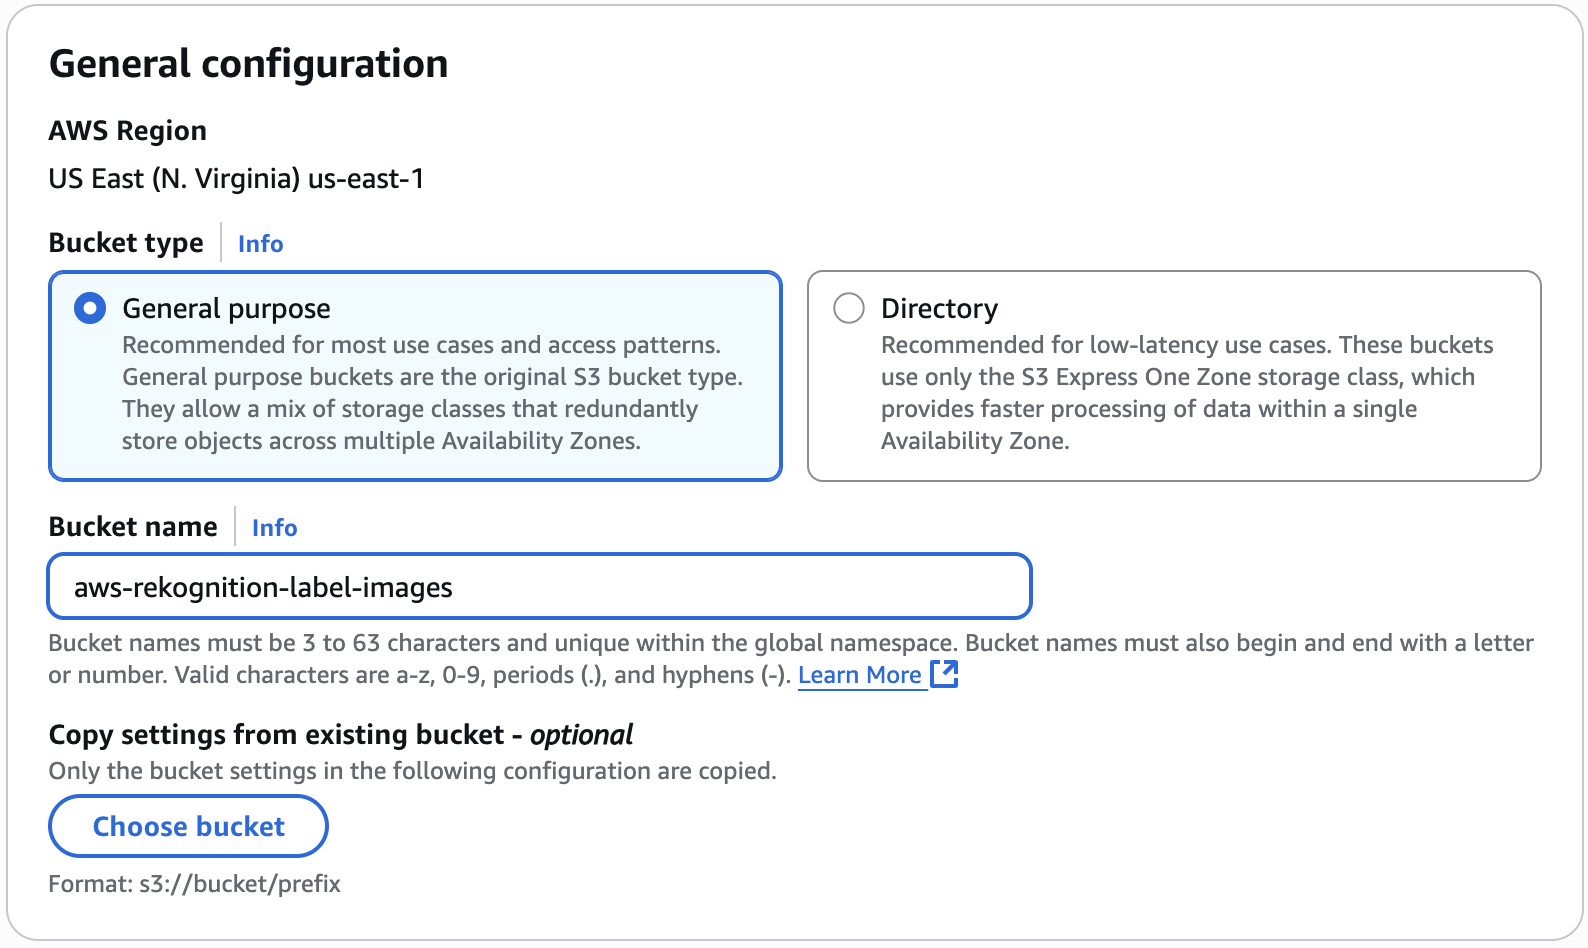 General configuration
AWS Region
US East (N. Virginia) us-east-1
Bucket type
Info
General purpose
Recommended for most use cases and access patterns.
General purpose buckets are the original S3 bucket type.
They allow a mix of storage classes that redundantly
store objects across multiple Availability Zones.
Directory
Recommended for low-latency use cases. These buckets
use only the S3 Express One Zone storage class, which
provides faster processing of data within a single
Availability Zone.
Bucket name
Info
aws-rekognition-label-images
Bucket names must be 3 to 63 characters and unique within the global namespace. Bucket names must also begin and end with a letter
or number. Valid characters are a-z, 0-9, periods (.), and hyphens (-). Learn More
Copy settings from existing bucket - optional
Only the bucket settings in the following configuration are copied.
Choose bucket
Format: s3://bucket/prefix